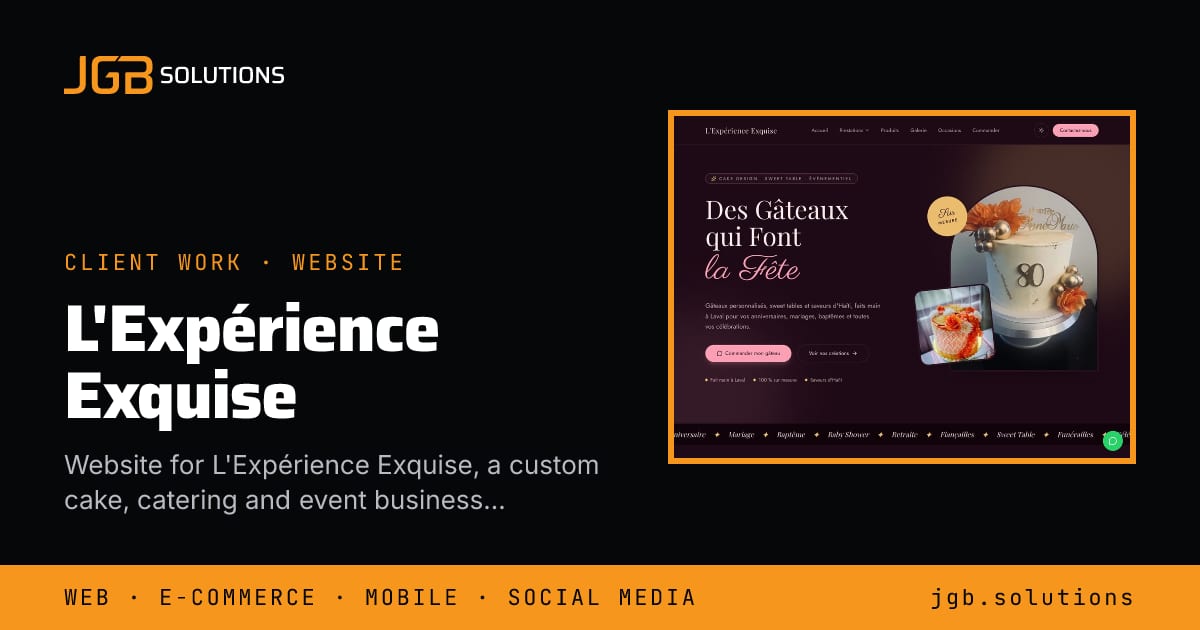 JGB SOLUTIONS
CLIENT WORK · WEBSITE
L'Expérience
Exquise
Website for L'Expérience Exquise, a custom
cake, catering and event business...
L'Expérience Exquise
Accueil Prestations Produits Galerie Occasions Commander
Contactez-nous
CAKE DESIGN · SWEET TABLE · ÉVÉNEMENTIEL
Des Gâteaux
qui Font
la Fête
Gâteaux personnalisés, sweet tables et saveurs d'Haïti, faits main
à Laval pour vos anniversaires, mariages, baptêmes et toutes
vos célébrations.
Commander mon gâteau
Voir nos créations →
Fait main à Laval 100 % sur mesure Saveurs d'Haïti
Sur
MESURE
80
niversaire ✦ Mariage ✦ Baptême ✦ Baby Shower ✦ Retraite ✦ Fiançailles ✦ Sweet Table ✦ Funérailles ✦
WEB · E-COMMERCE · MOBILE · SOCIAL MEDIA
jgb.solutions